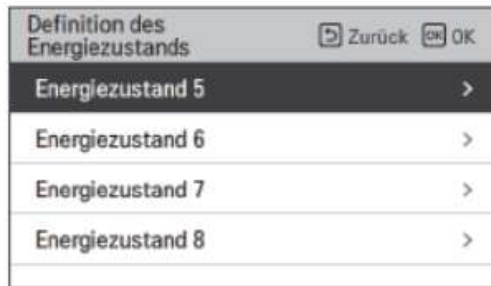 Definition des
Energiezustands
Zurück OK OK
Energiezustand 5 >
Energiezustand 6 >
Energiezustand 7 >
Energiezustand 8 >